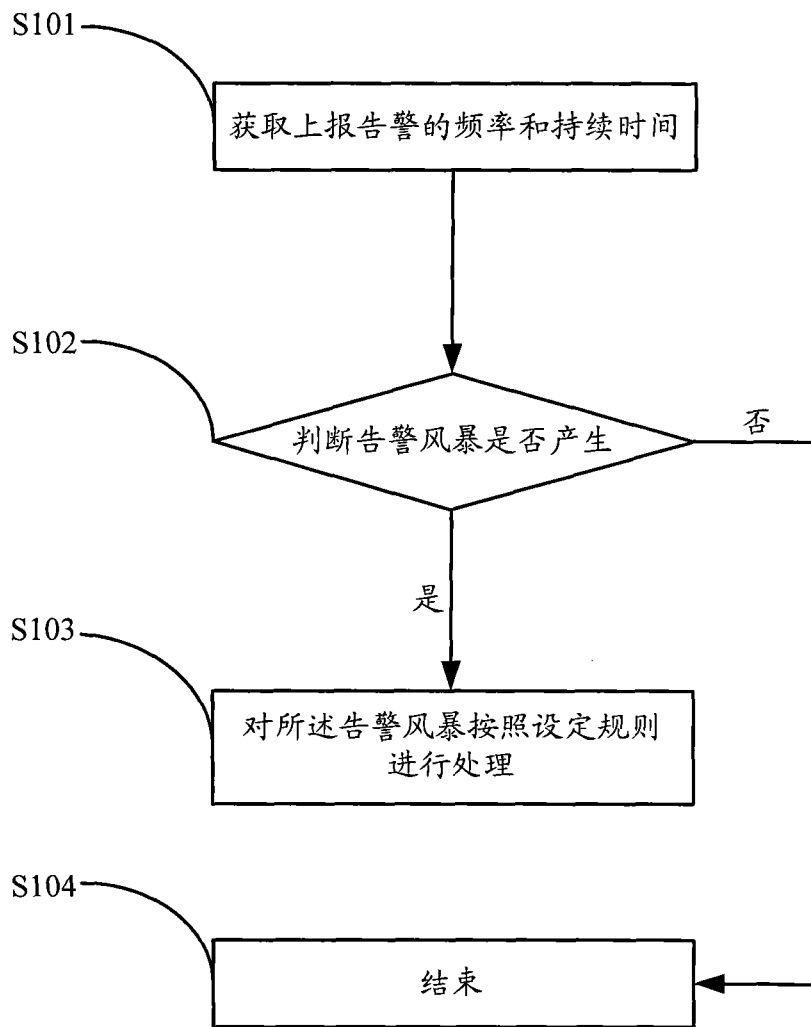 S101
获取上报告警的频率和持续时间
S102
判断告警风暴是否产生
否
是
S103
对所述告警风暴按照设定规则
进行处理
S104
结束